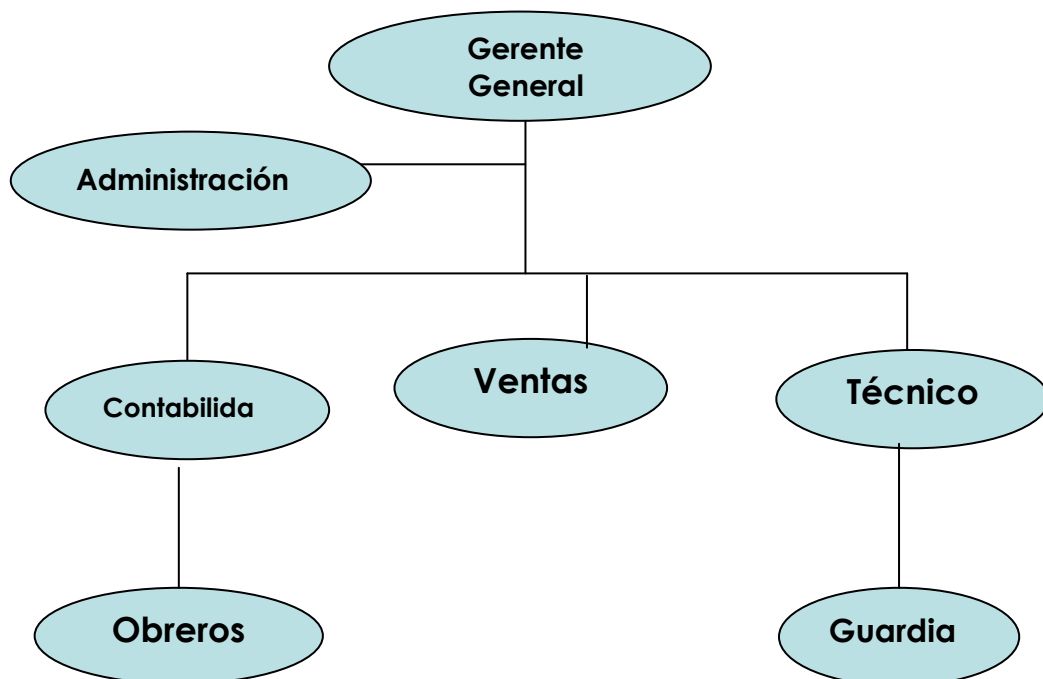 Gerente
General
Administración
Contabilida
Ventas
Técnico
Obreros
Guardia